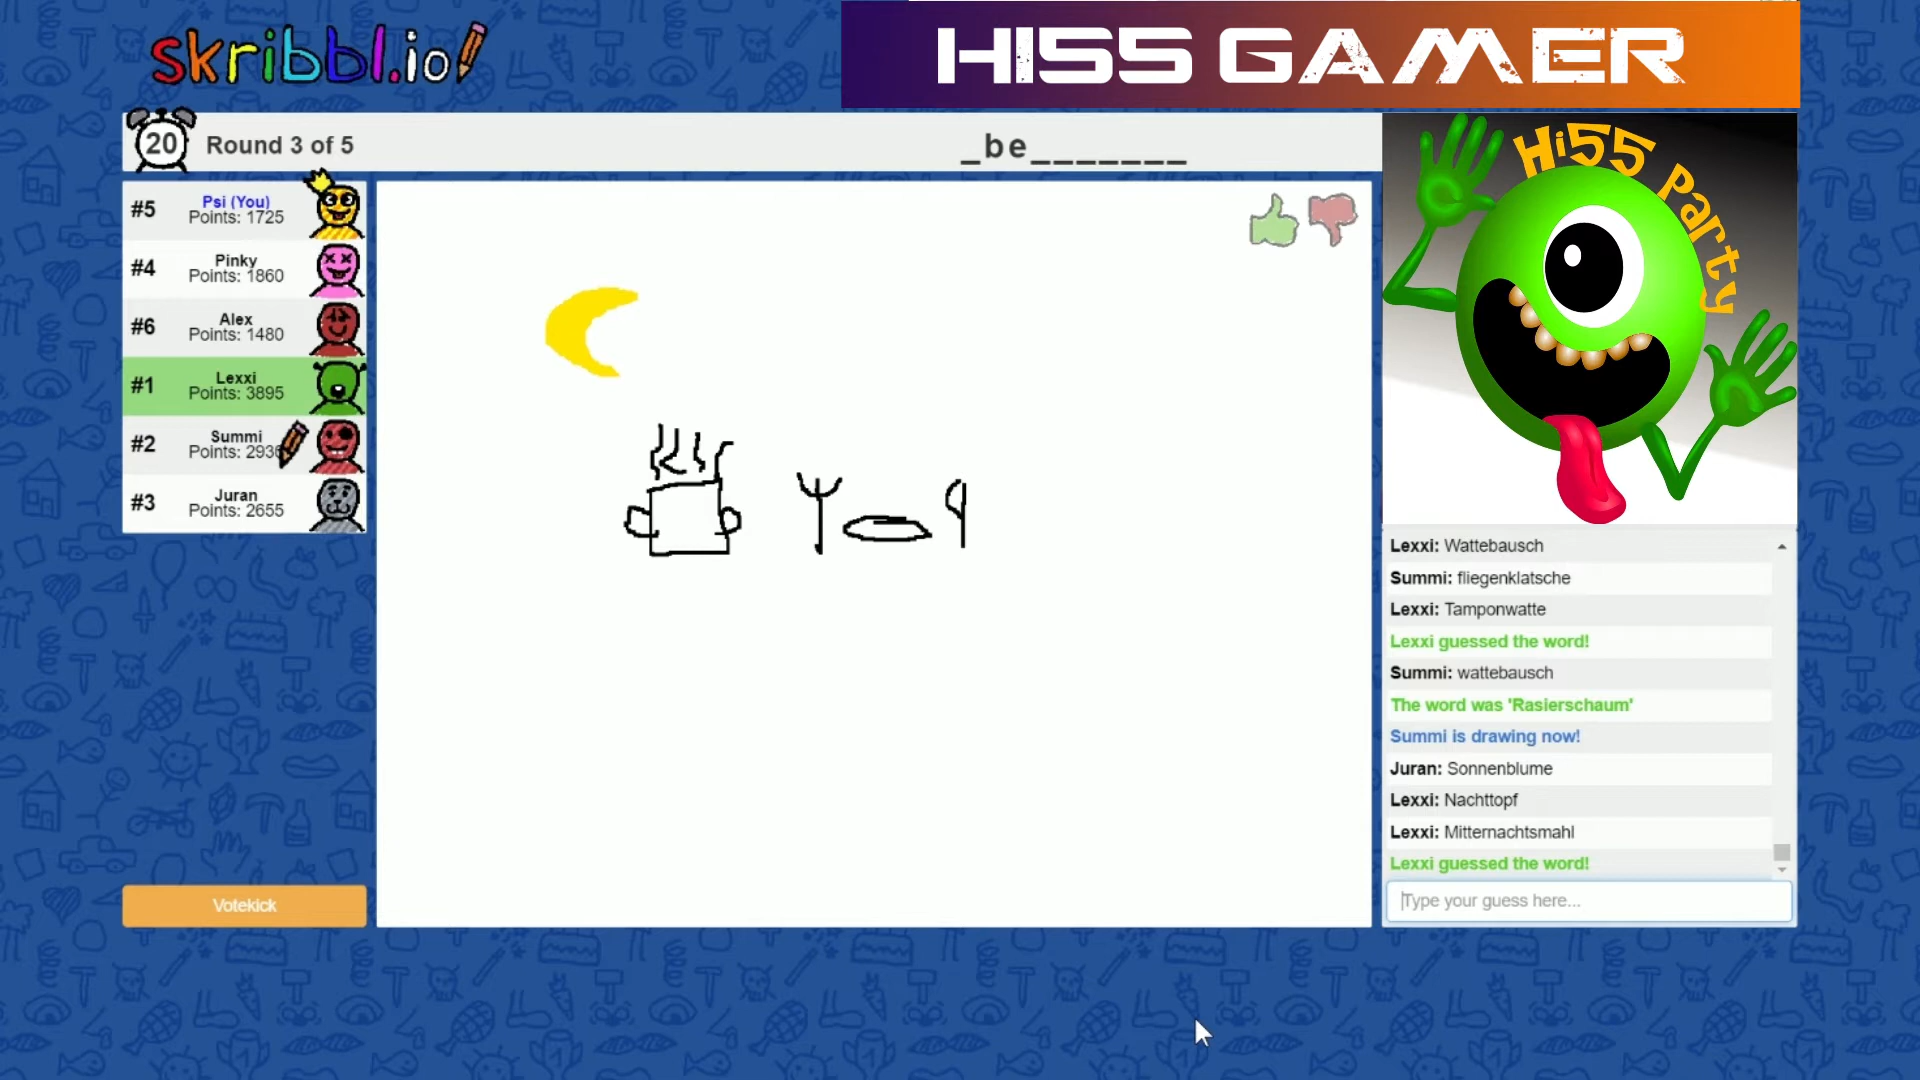 skribbl.io
HI55 GAMER
20
Round 3 of 5
_be_______
#5
Psi (You)
Points: 1725
#4
Pinky
Points: 1860
#6
Alex
Points: 1480
#1
Lexxi
Points: 3895
#2
Summi
Points: 2936
#3
Juran
Points: 2655
Votekick
Hi55 Party
Lexxi: Wattebausch
Summi: fliegenklatsche
Lexxi: Tamponwatte
Lexxi guessed the word!
Summi: wattebausch
The word was 'Rasierschaum'
Summi is drawing now!
Juran: Sonnenblume
Lexxi: Nachttopf
Lexxi: Mitternachtsmahl
Lexxi guessed the word!
Type your guess here...